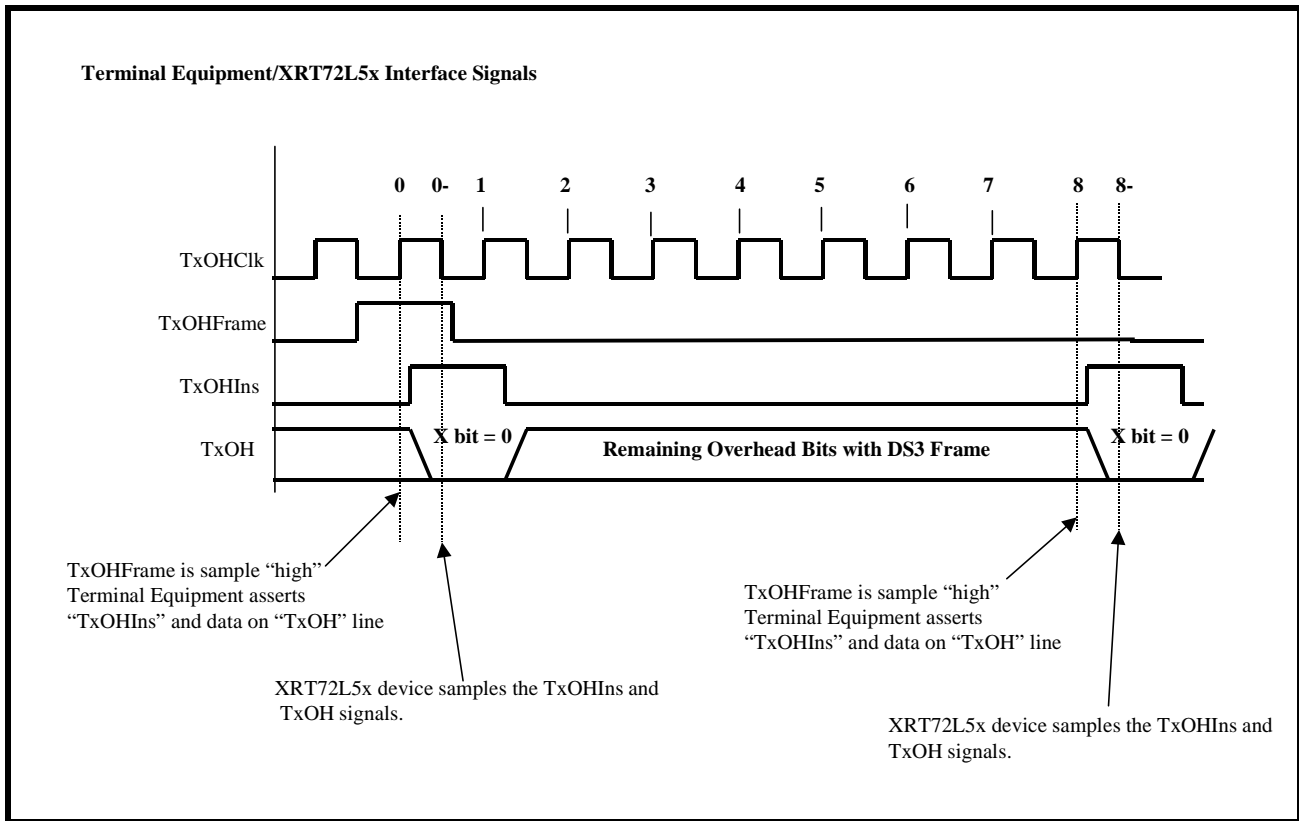 Terminal Equipment/XRT72L5x Interface Signals
0 0- 1 2 3 4 5 6 7 8 8-
TxOHClk
TxOHFrame
TxOHIns
TxOH
X bit = 0
Remaining Overhead Bits with DS3 Frame
X bit = 0
TxOHFrame is sample “high”
Terminal Equipment asserts
“TxOHIns” and data on “TxOH” line
XRT72L5x device samples the TxOHIns and
TxOH signals.
TxOHFrame is sample “high”
Terminal Equipment asserts
“TxOHIns” and data on “TxOH” line
XRT72L5x device samples the TxOHIns and
TxOH signals.